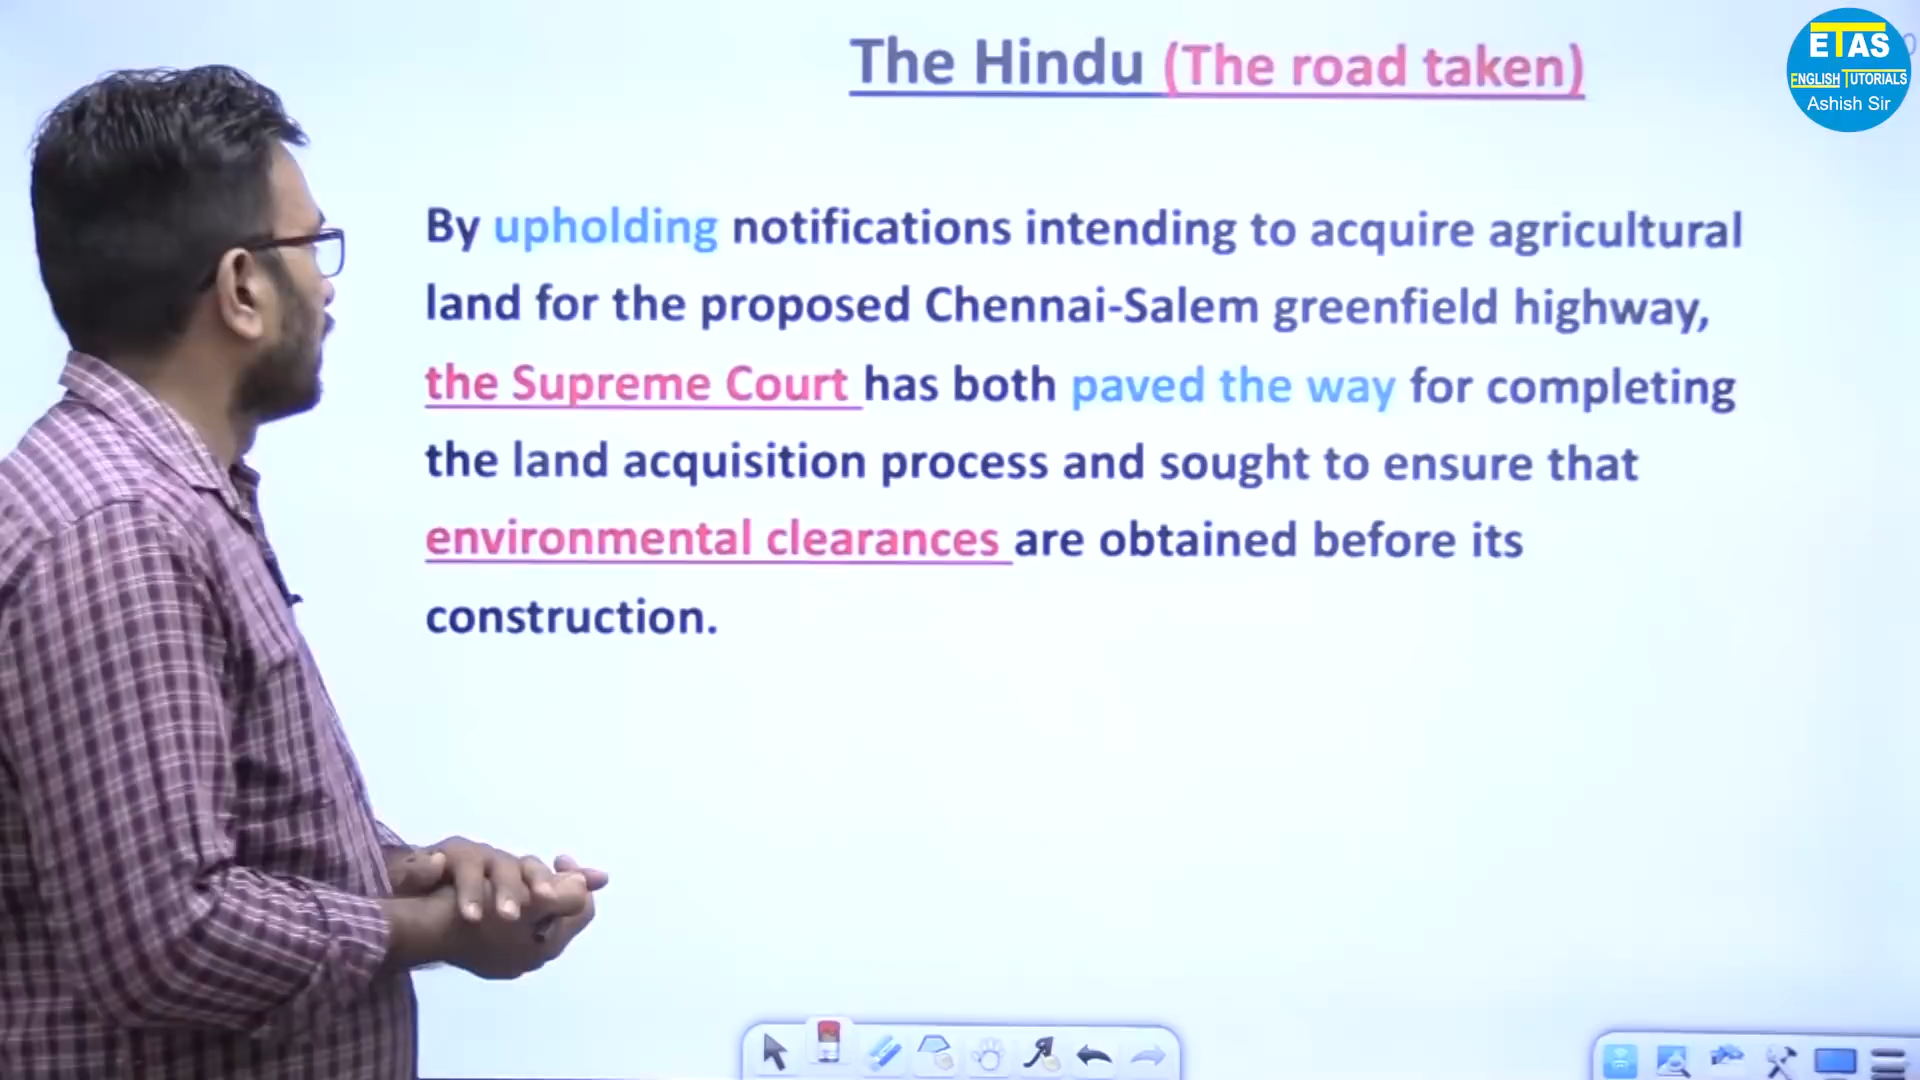 The Hindu (The road taken)
ETAS
ENGLISH TUTORIALS
Ashish Sir
By upholding notifications intending to acquire agricultural
land for the proposed Chennai-Salem greenfield highway,
the Supreme Court has both paved the way for completing
the land acquisition process and sought to ensure that
environmental clearances are obtained before its
construction.